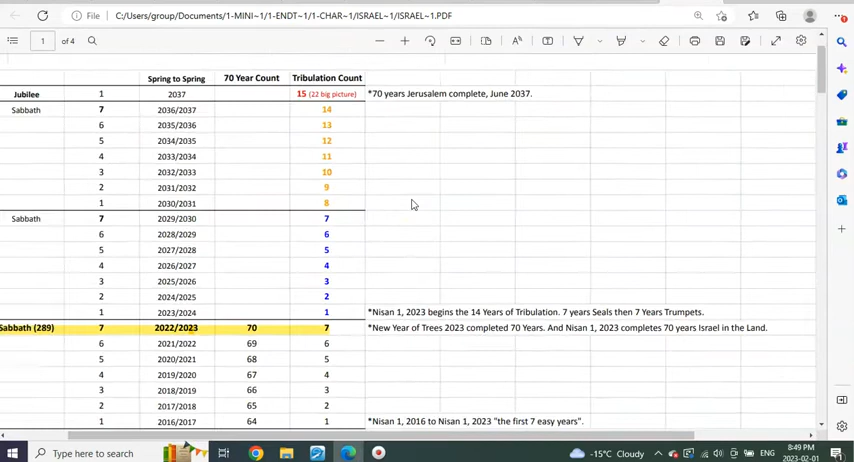 File | C:/Users/group/Documents/1-MINI~1/1-ENDT~1/1-CHAR~1/ISRAEL~1/ISRAEL~1.PDF
1 of 4
Spring to Spring 70 Year Count Tribulation Count
Jubilee 1 2037 15 (22 big picture) *70 years Jerusalem complete, June 2037.
Sabbath 7 2036/2037 14
6 2035/2036 13
5 2034/2035 12
4 2033/2034 11
3 2032/2033 10
2 2031/2032 9
1 2030/2031 8
Sabbath 7 2029/2030 7
6 2028/2029 6
5 2027/2028 5
4 2026/2027 4
3 2025/2026 3
2 2024/2025 2
1 2023/2024 1 *Nisan 1, 2023 begins the 14 Years of Tribulation. 7 years Seals then 7 Years Trumpets.
Sabbath (289) 7 2022/2023 70 7 *New Year of Trees 2023 completed 70 Years. And Nisan 1, 2023 completes 70 years Israel in the Land.
6 2021/2022 69 6
5 2020/2021 68 5
4 2019/2020 67 4
3 2018/2019 66 3
2 2017/2018 65 2
1 2016/2017 64 1 *Nisan 1, 2016 to Nisan 1, 2023 "the first 7 easy years".
Type here to search
-15°C Cloudy
ENG
8:49 PM
2023-02-01